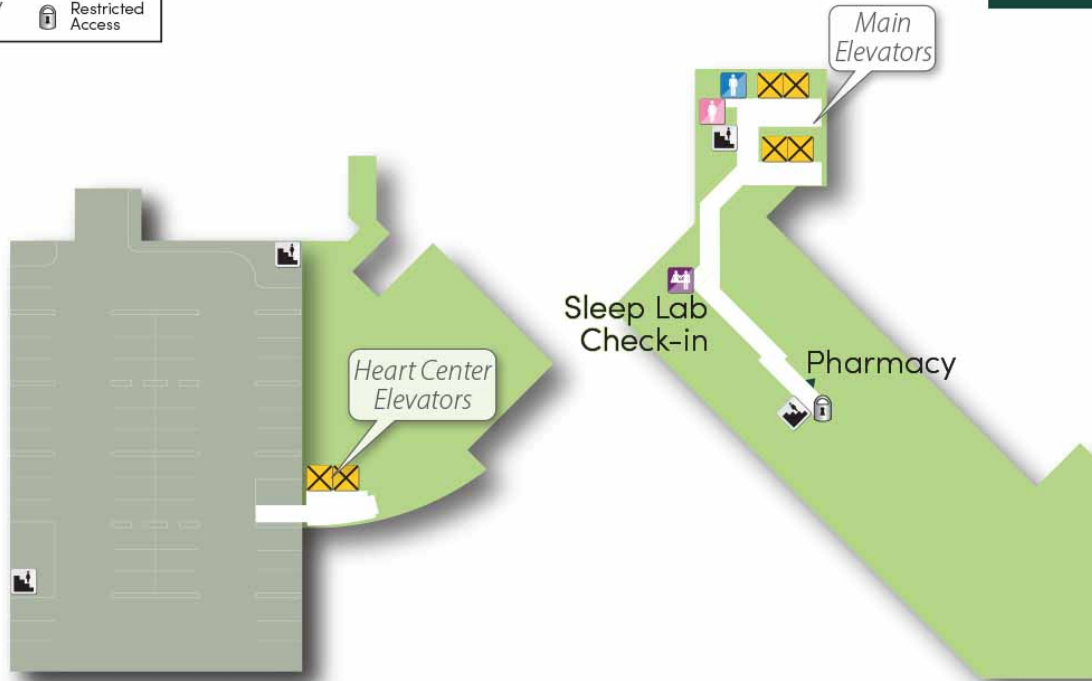 Restricted
Access
Main
Elevators
Sleep Lab
Check-in
Pharmacy
Heart Center
Elevators